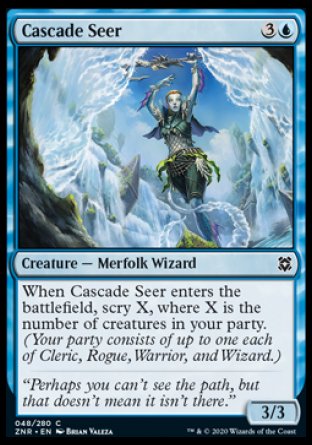 Cascade Seer 3
Creature — Merfolk Wizard
When Cascade Seer enters the
battlefield, scry X, where X is the
number of creatures in your party.
(Your party consists of up to one each
of Cleric, Rogue, Warrior, and Wizard.)
“Perhaps you can’t see the path, but
that doesn’t mean it isn’t there.”
3/3
048/280 C
ZNR • EN BRIAN VALEZA ™ & © 2020 Wizards of the Coast